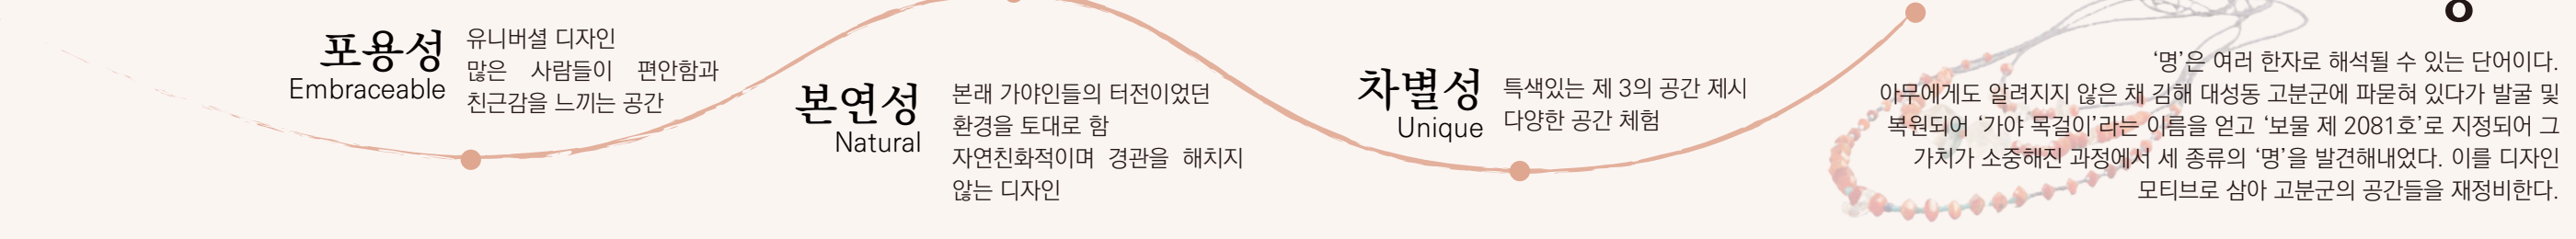 포용성
Embraceable
유니버셜 디자인
많은 사람들이 편안함과
친근감을 느끼는 공간
본연성
Natural
본래 가야인들의 터전이었던
환경을 토대로 함
자연친화적이며 경관을 해치지
않는 디자인
차별성
Unique
특색있는 제 3의 공간 제시
다양한 공간 체험
‘명’은 여러 한자로 해석될 수 있는 단어이다.
아무에게도 알려지지 않은 채 김해 대성동 고분군에 파묻혀 있다가 발굴 및
복원되어 ‘가야 목걸이’라는 이름을 얻고 ‘보물 제 2081호’로 지정되어 그
가치가 소중해진 과정에서 세 종류의 ‘명’을 발견해내었다. 이를 디자인
모티브로 삼아 고분군의 공간들을 재정비한다.